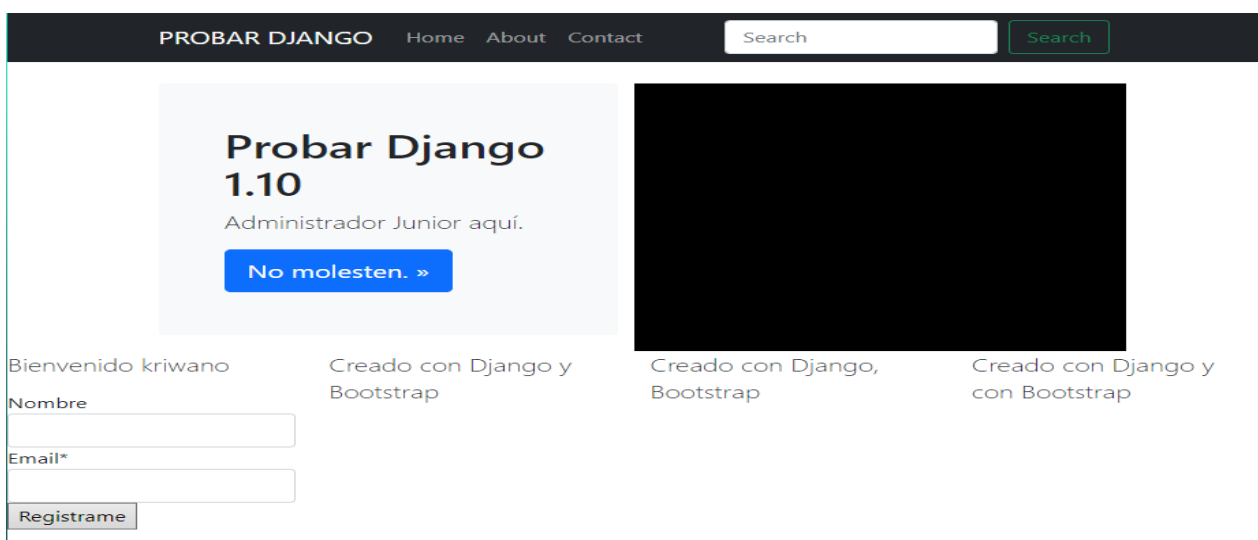 PROBAR DJANGO Home About Contact Search Search
Probar Django
1.10
Administrador Junior aquí.
No molesten. »
Bienvenido kriwano
Nombre
Email*
Registrame
Creado con Django y
Bootstrap
Creado con Django,
Bootstrap
Creado con Django y
con Bootstrap